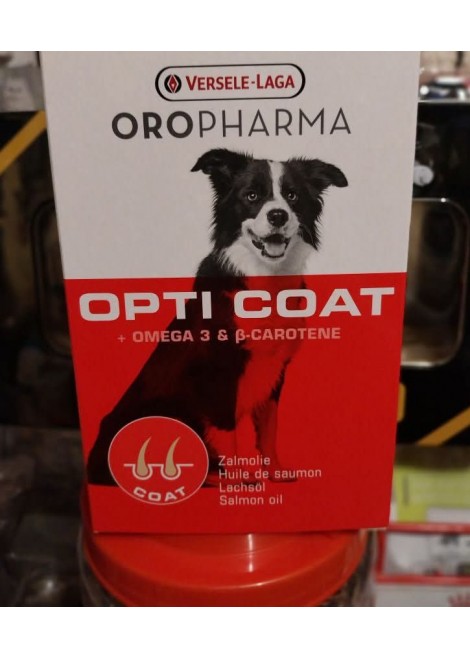 VERSELE-LAGA
OROPHARMA
OPTI COAT
+ OMEGA 3 & β-CAROTENE
Zalmolie
Huile de saumon
Lachsöl
Salmon oil
COAT